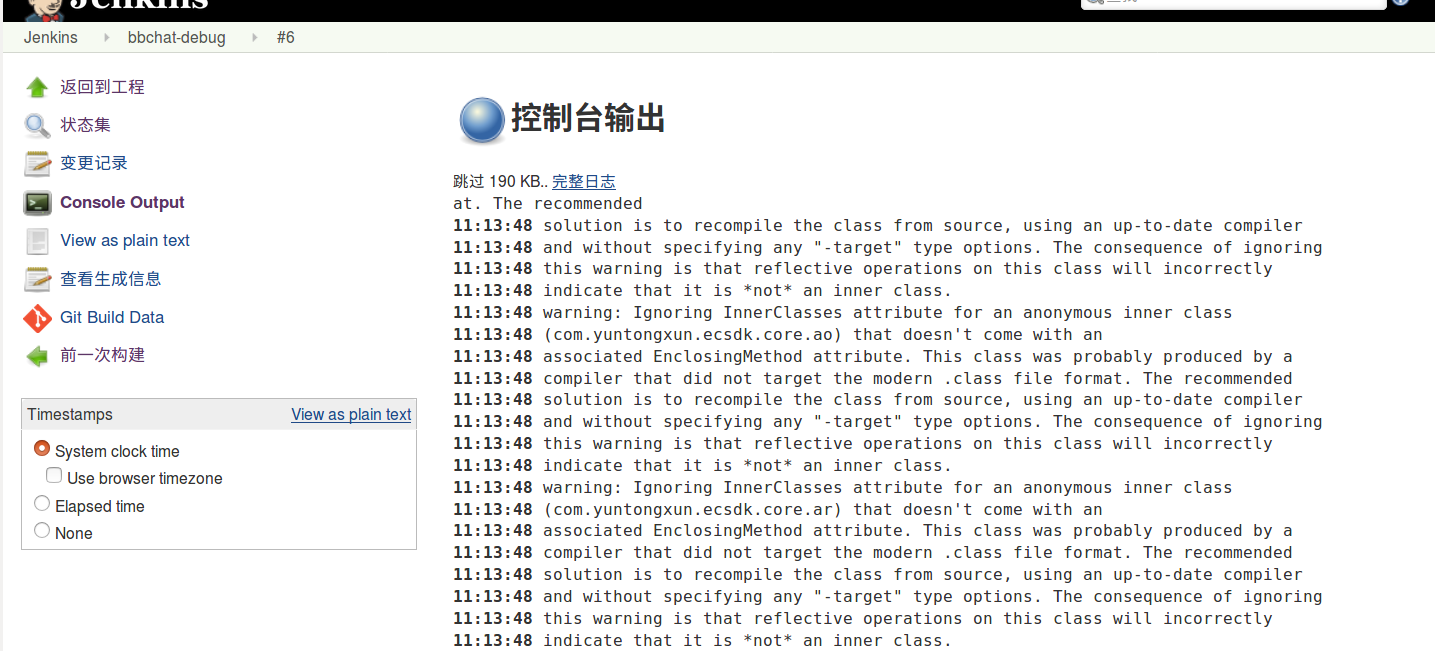 Jenkins
Jenkins bbchat-debug #6
返回到工程
状态集
变更记录
Console Output
View as plain text
查看生成信息
Git Build Data
前一次构建
Timestamps View as plain text
System clock time
Use browser timezone
Elapsed time
None
控制台输出
跳过 190 KB.. 完整日志
at. The recommended
11:13:48 solution is to recompile the class from source, using an up-to-date compiler
11:13:48 and without specifying any "-target" type options. The consequence of ignoring
11:13:48 this warning is that reflective operations on this class will incorrectly
11:13:48 indicate that it is *not* an inner class.
11:13:48 warning: Ignoring InnerClasses attribute for an anonymous inner class
11:13:48 (com.yuntongxun.ecsdk.core.ao) that doesn't come with an
11:13:48 associated EnclosingMethod attribute. This class was probably produced by a
11:13:48 compiler that did not target the modern .class file format. The recommended
11:13:48 solution is to recompile the class from source, using an up-to-date compiler
11:13:48 and without specifying any "-target" type options. The consequence of ignoring
11:13:48 this warning is that reflective operations on this class will incorrectly
11:13:48 indicate that it is *not* an inner class.
11:13:48 warning: Ignoring InnerClasses attribute for an anonymous inner class
11:13:48 (com.yuntongxun.ecsdk.core.ar) that doesn't come with an
11:13:48 associated EnclosingMethod attribute. This class was probably produced by a
11:13:48 compiler that did not target the modern .class file format. The recommended
11:13:48 solution is to recompile the class from source, using an up-to-date compiler
11:13:48 and without specifying any "-target" type options. The consequence of ignoring
11:13:48 this warning is that reflective operations on this class will incorrectly
11:13:48 indicate that it is *not* an inner class.